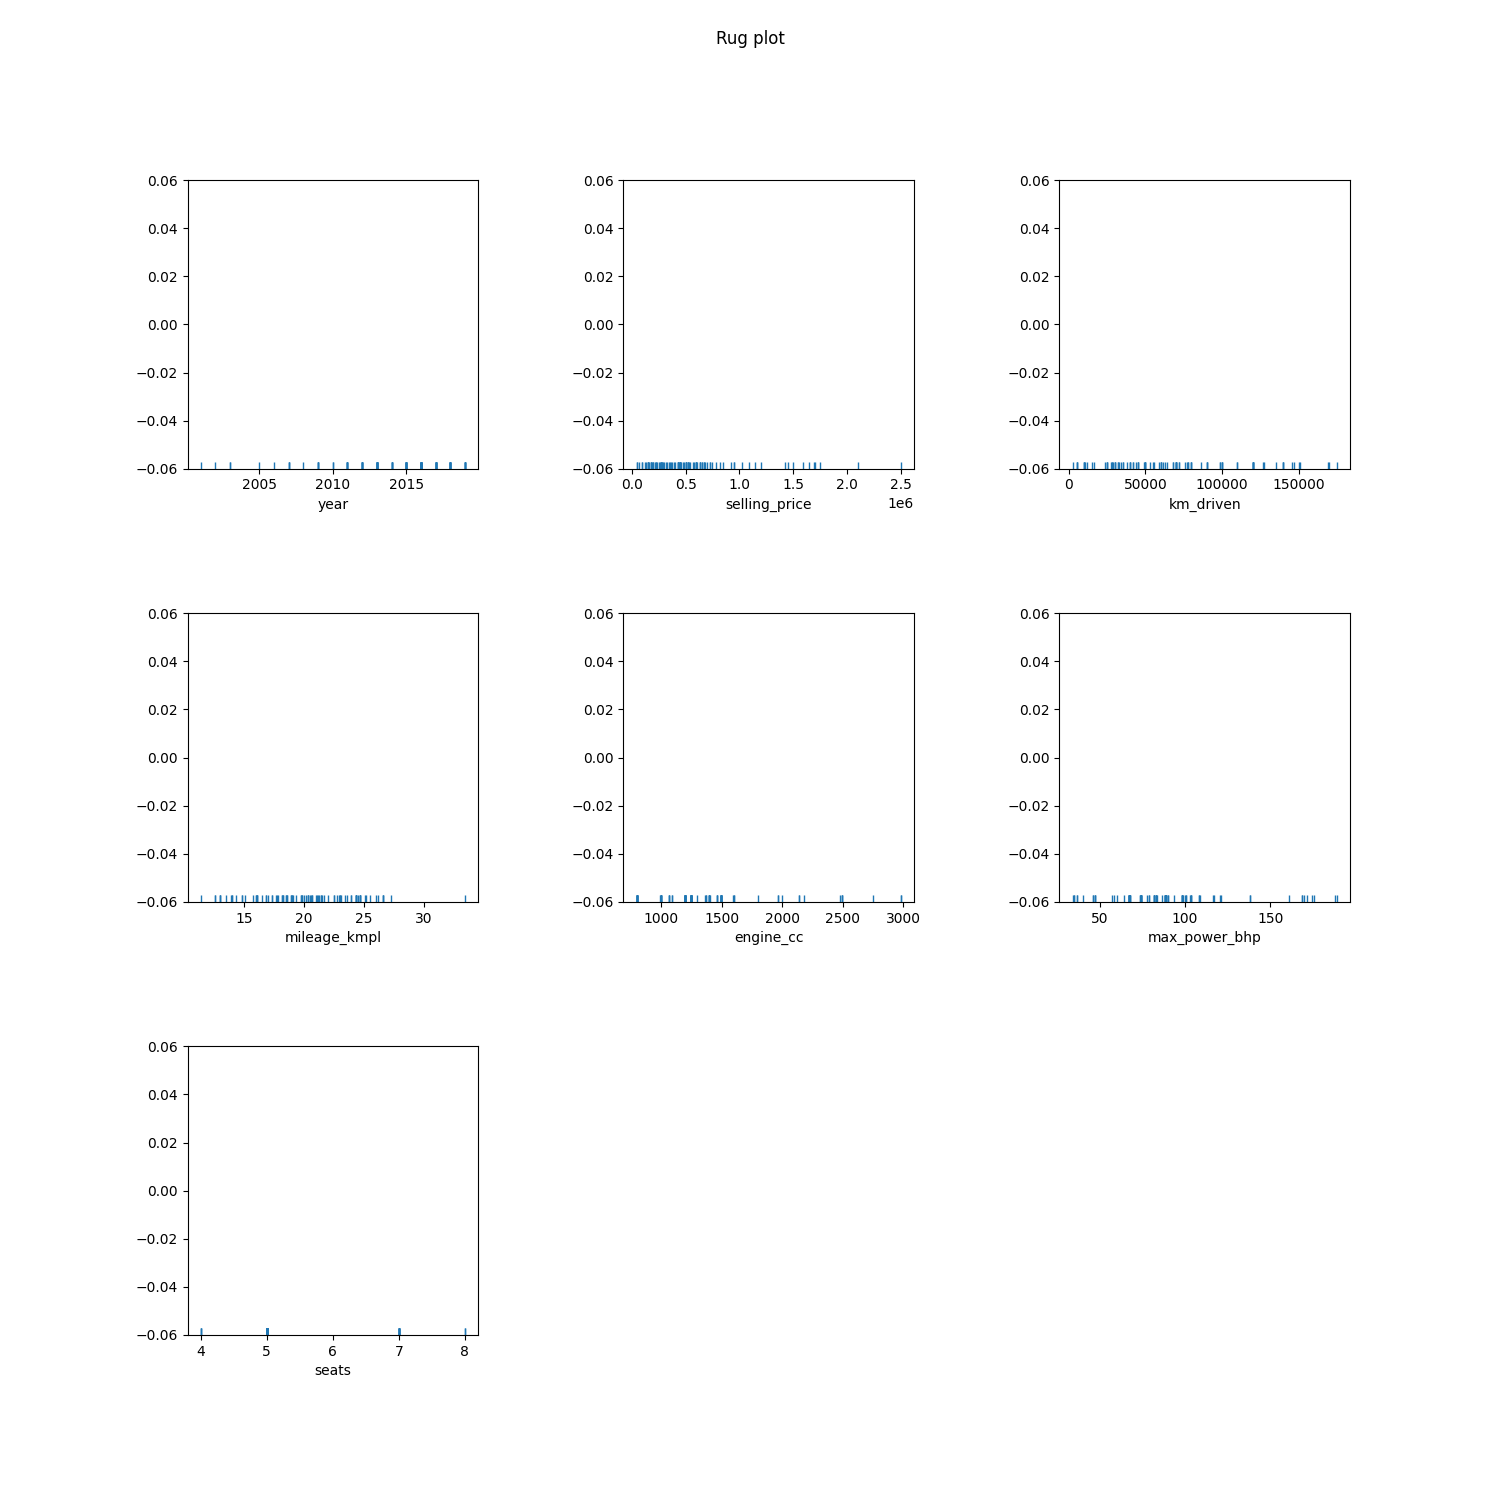 Rug plot
0.06 0.06 0.06
0.04 0.04 0.04
0.02 0.02 0.02
0.00 0.00 0.00
−0.02 −0.02 −0.02
−0.04 −0.04 −0.04
−0.06 −0.06 −0.06
2005 2010 2015 0.0 0.5 1.0 1.5 2.0 2.5 0 50000 100000 150000
year selling_price 1e6 km_driven
0.06 0.06 0.06
0.04 0.04 0.04
0.02 0.02 0.02
0.00 0.00 0.00
−0.02 −0.02 −0.02
−0.04 −0.04 −0.04
−0.06 −0.06 −0.06
15 20 25 30 1000 1500 2000 2500 3000 50 100 150
mileage_kmpl engine_cc max_power_bhp
0.06
0.04
0.02
0.00
−0.02
−0.04
−0.06
4 5 6 7 8
seats